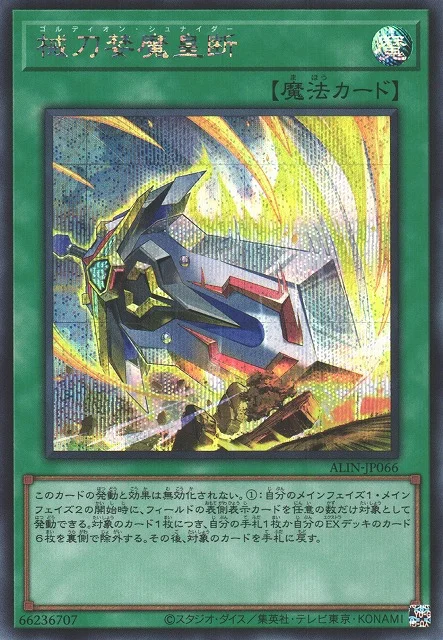 ゴルディオン・シュナイダー
械刀婪魔皇断
魔
【魔法カード】
ALIN-JP066
このカードの発動と効果は無効化されない。①：自分のメインフェイズ１・メイン
フェイズ２の開始時に、フィールドの表側表示カードを任意の数だけ対象として
発動できる。対象のカード１枚につき、自分の手札１枚か自分のEXデッキのカード
６枚を裏側で除外する。その後、対象のカードを手札に戻す。
66236707
©スタジオ・ダイス／集英社・テレビ東京・KONAMI